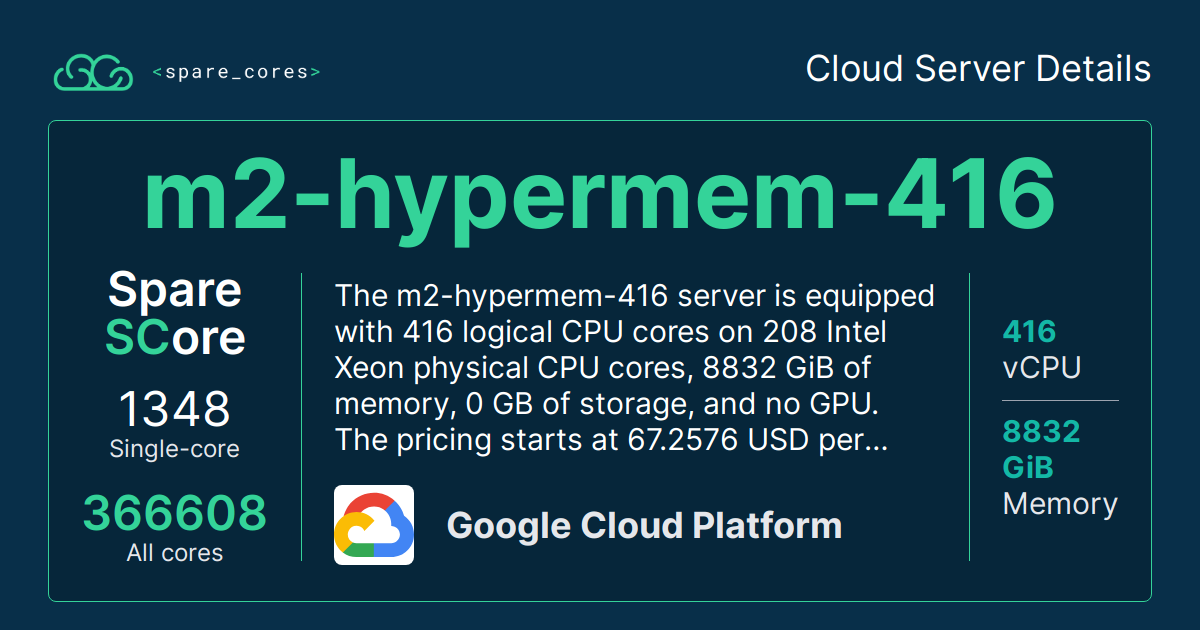 <spare_cores>
Cloud Server Details
m2-hypermem-416
Spare
SCore
1348
Single-core
366608
All cores
The m2-hypermem-416 server is equipped
with 416 logical CPU cores on 208 Intel
Xeon physical CPU cores, 8832 GiB of
memory, 0 GB of storage, and no GPU.
The pricing starts at 67.2576 USD per...
Google Cloud Platform
416
vCPU
8832
GiB
Memory